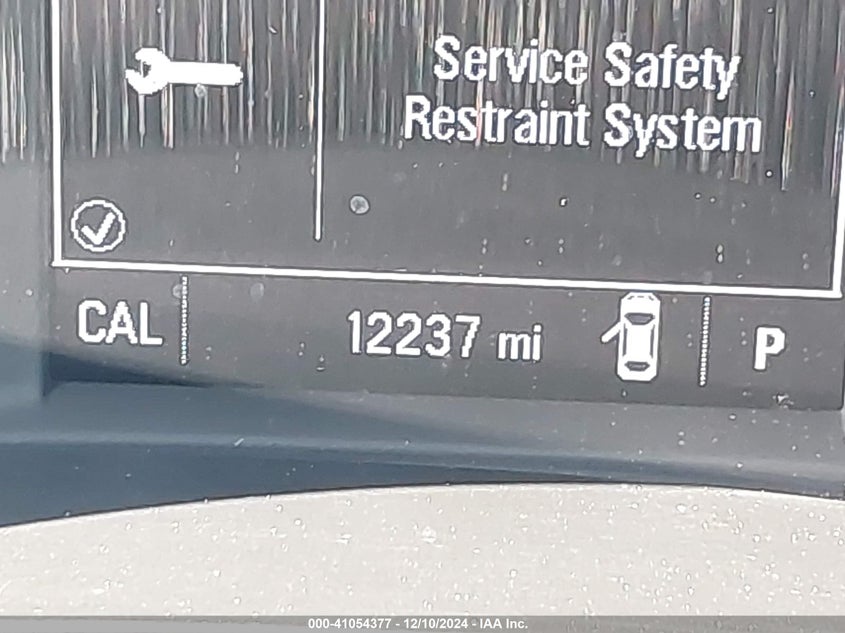 Service Safety
Restraint System
CAL 12237 mi P
000-41054377 - 12/10/2024 - IAA Inc.